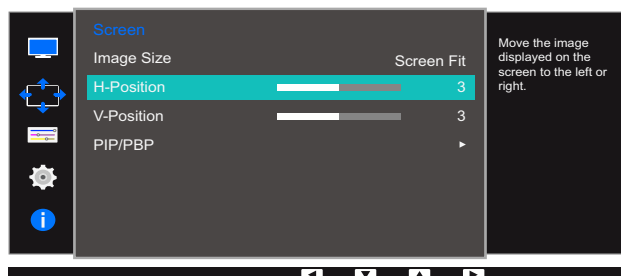 Screen
Image Size Screen Fit
H-Position 3
V-Position 3
PIP/PBP
Move the image
displayed on the
screen to the left or
right.